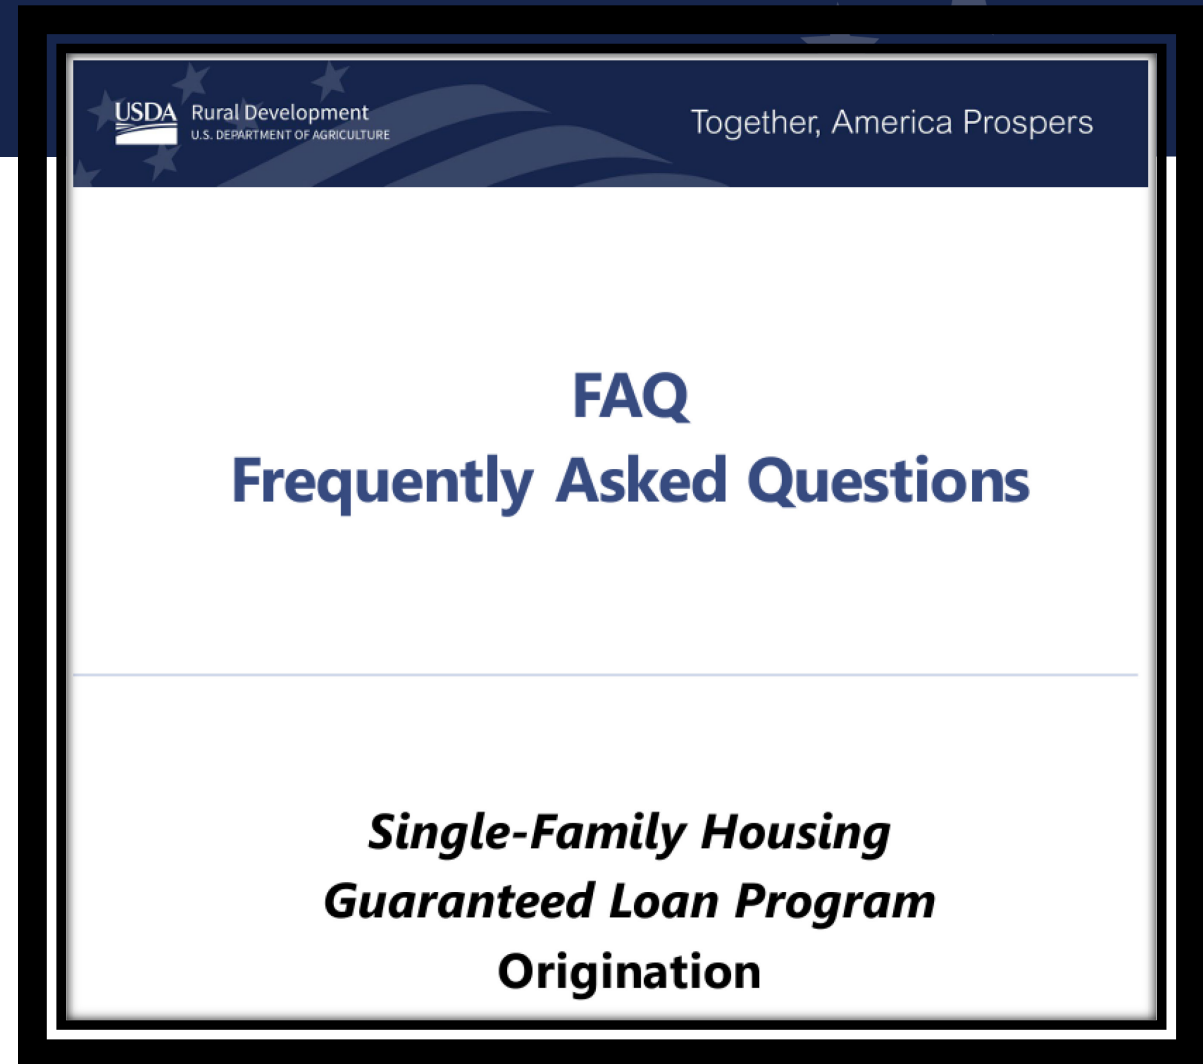 USDA Rural Development
U.S. DEPARTMENT OF AGRICULTURE
Together, America Prospers
FAQ
Frequently Asked Questions
Single-Family Housing
Guaranteed Loan Program
Origination